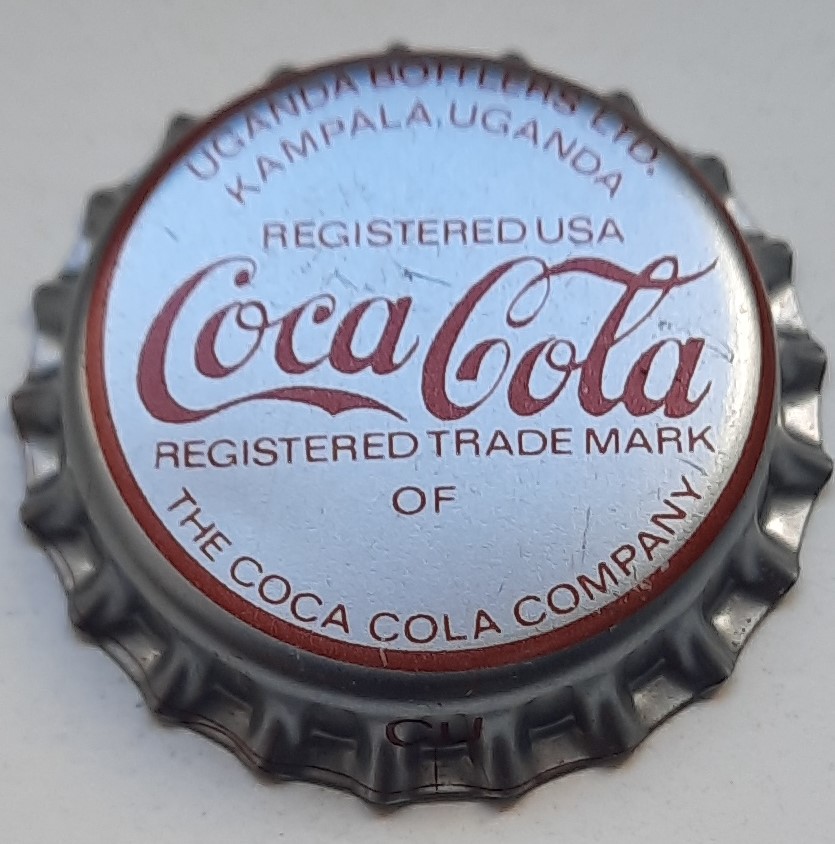 UGANDA BOTTLERS LTD.
KAMPALA, UGANDA
REGISTERED USA
Coca Cola
REGISTERED TRADE MARK
OF
THE COCA COLA COMPANY